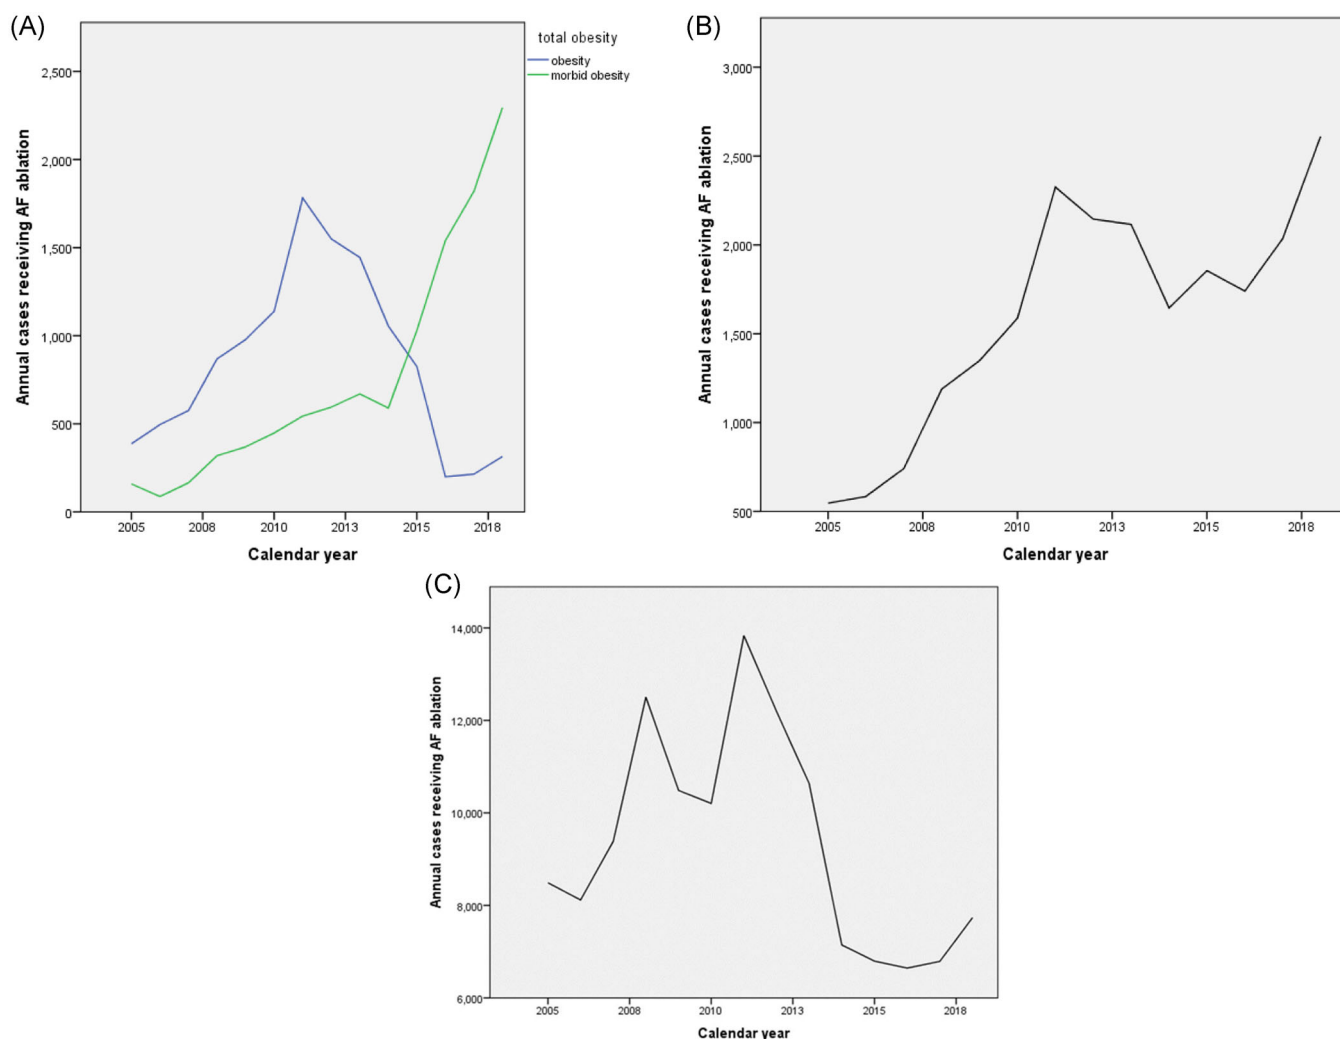 (A)
total obesity
obesity
morbid obesity
Annual cases receiving AF ablation
2,500
2,000
1,500
1,000
500
0
2005 2008 2010 2013 2015 2018
Calendar year
(B)
Annual cases receiving AF ablation
3,000
2,500
2,000
1,500
1,000
500
2005 2008 2010 2013 2015 2018
Calendar year
(C)
Annual cases receiving AF ablation
14,000
12,000
10,000
8,000
6,000
2005 2008 2010 2013 2015 2018
Calendar year